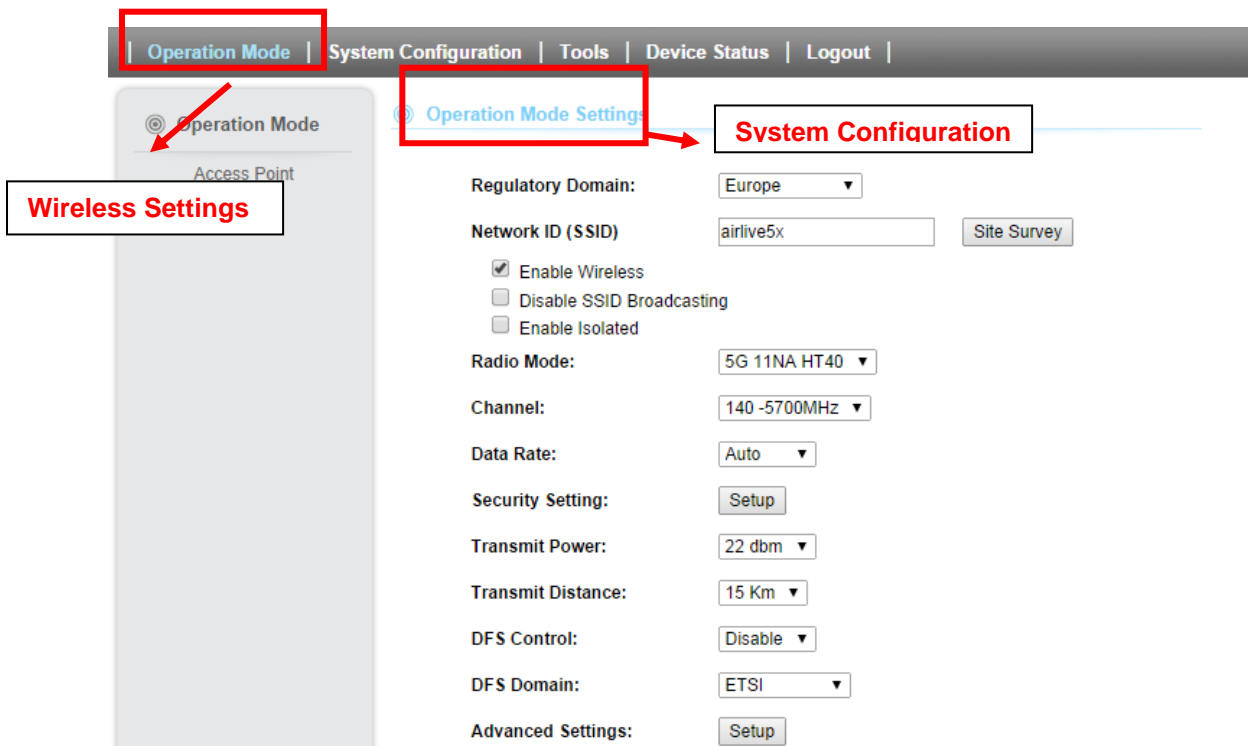 | Operation Mode | System Configuration | Tools | Device Status | Logout |
Operation Mode
Access Point
Wireless Settings
Operation Mode Settings
System Configuration
Regulatory Domain: Europe
Network ID (SSID) airlive5x Site Survey
Enable Wireless
Disable SSID Broadcasting
Enable Isolated
Radio Mode: 5G 11NA HT40
Channel: 140 -5700MHz
Data Rate: Auto
Security Setting: Setup
Transmit Power: 22 dbm
Transmit Distance: 15 Km
DFS Control: Disable
DFS Domain: ETSI
Advanced Settings: Setup